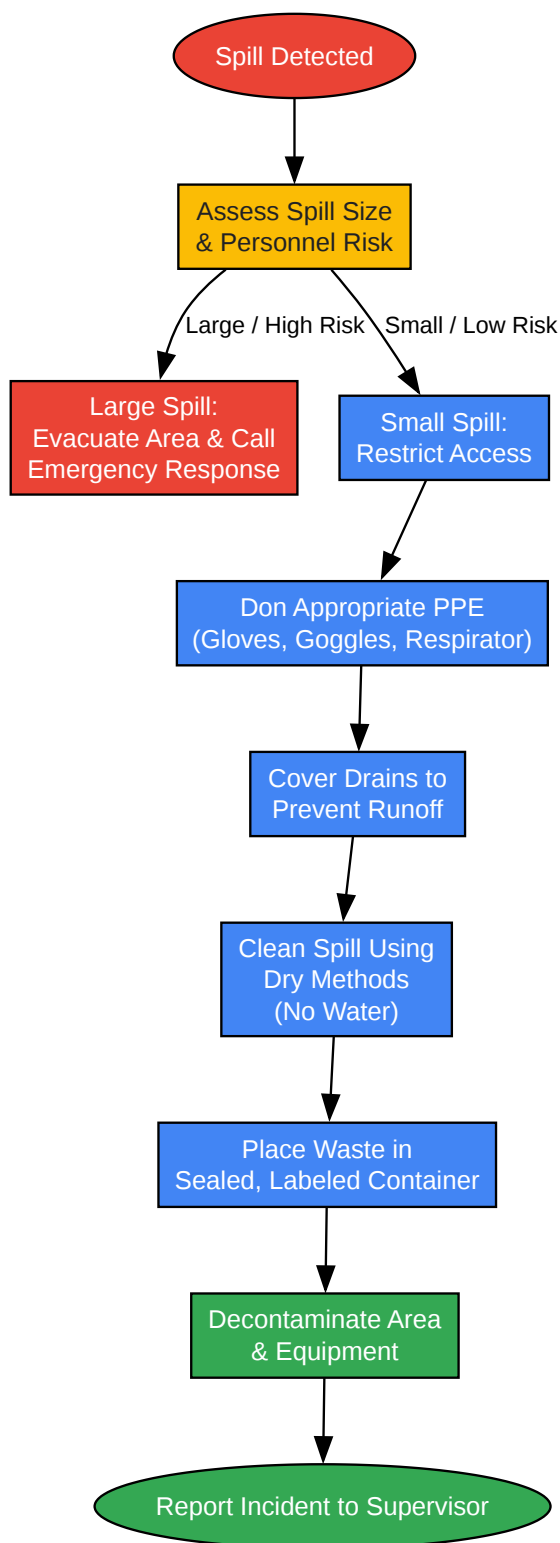 Spill Detected
Assess Spill Size
& Personnel Risk
Large / High Risk
Small / Low Risk
Large Spill:
Evacuate Area & Call
Emergency Response
Small Spill:
Restrict Access
Don Appropriate PPE
(Gloves, Goggles, Respirator)
Cover Drains to
Prevent Runoff
Clean Spill Using
Dry Methods
(No Water)
Place Waste in
Sealed, Labeled Container
Decontaminate Area
& Equipment
Report Incident to Supervisor